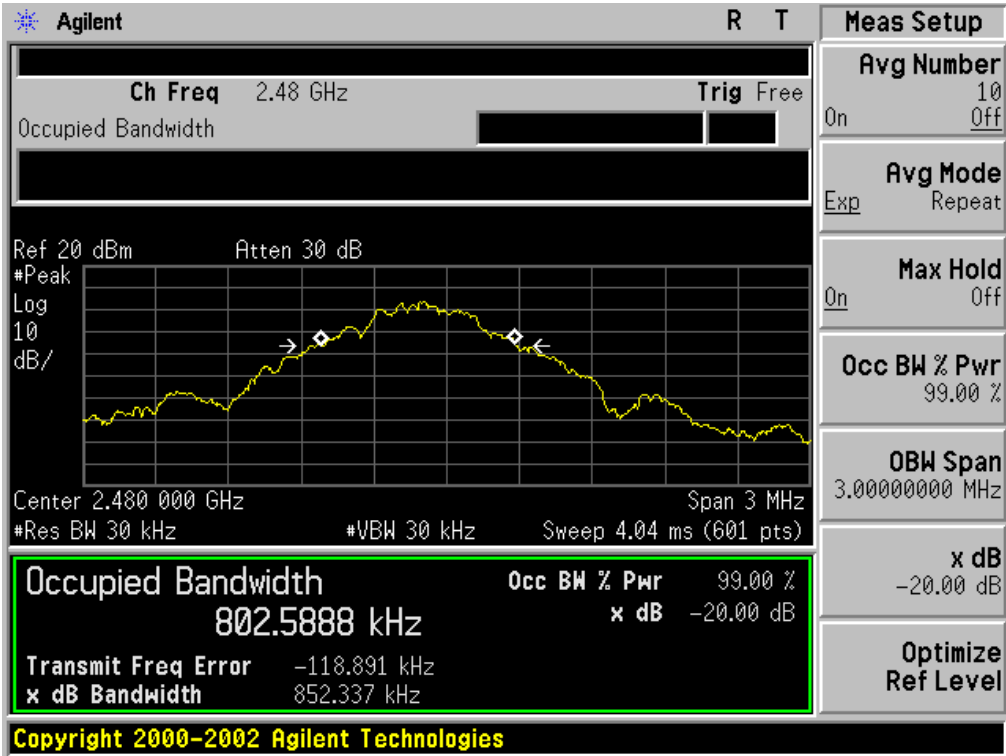 Agilent R T
Ch Freq 2.48 GHz Trig Free
Occupied Bandwidth
Ref 20 dBm Atten 30 dB
#Peak
Log
10
dB/
Center 2.480 000 GHz Span 3 MHz
#Res BW 30 kHz #VBW 30 kHz Sweep 4.04 ms (601 pts)
Occupied Bandwidth
802.5888 kHz
Occ BW % Pwr 99.00 %
x dB -20.00 dB
Transmit Freq Error -118.891 kHz
x dB Bandwidth 852.337 kHz
Copyright 2000-2002 Agilent Technologies
Meas Setup
Avg Number
10
On Off
Avg Mode
Exp Repeat
Max Hold
On Off
Occ BW % Pwr
99.00 %
OBW Span
3.00000000 MHz
x dB
-20.00 dB
Optimize
Ref Level